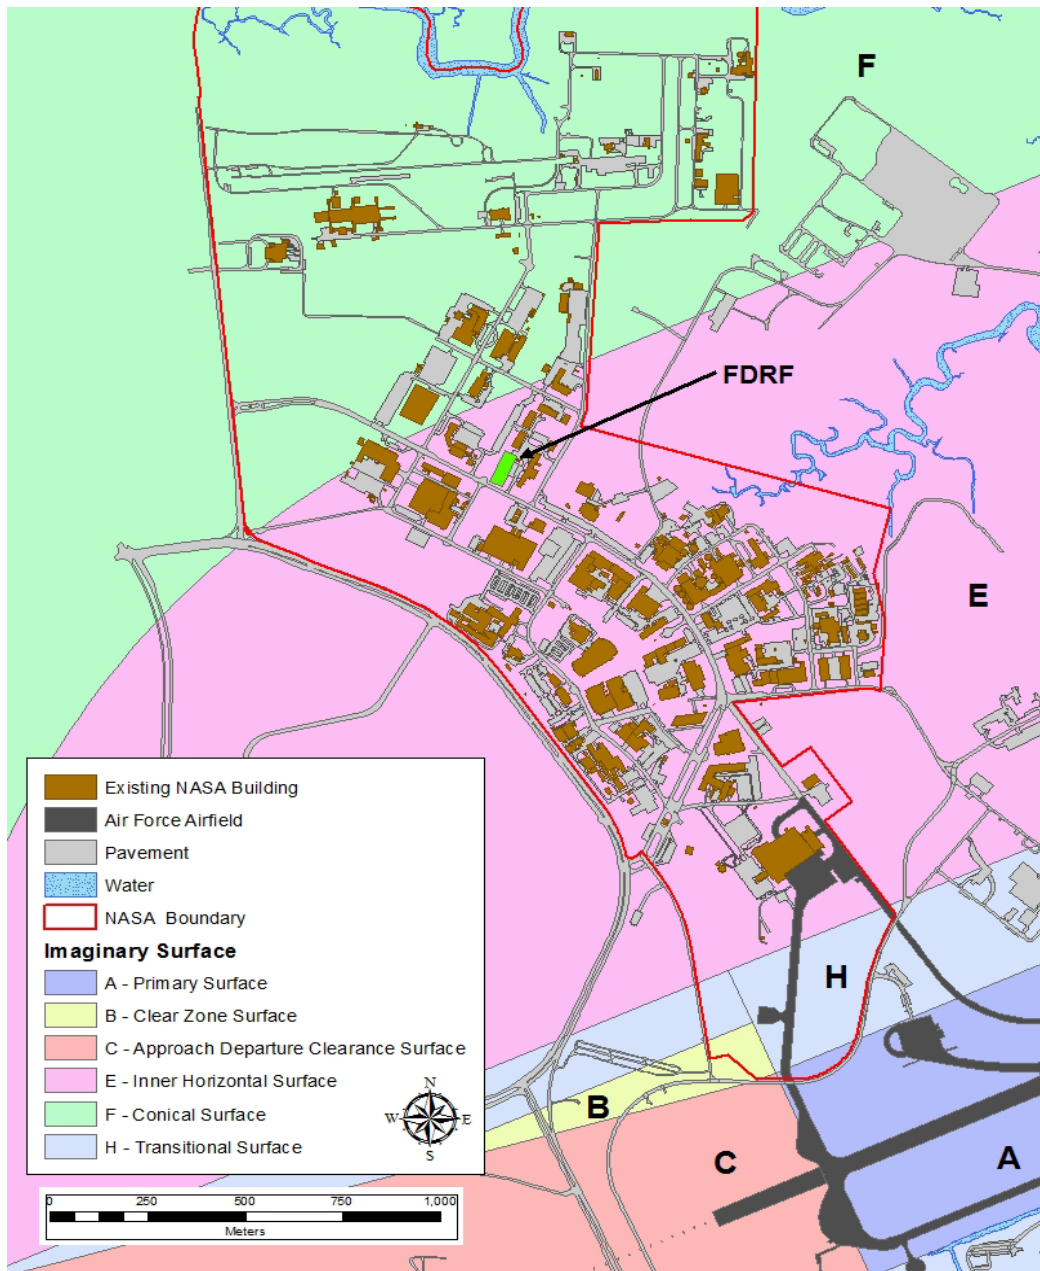 F
FDRF
E
Existing NASA Building
Air Force Airfield
Pavement
Water
NASA Boundary
Imaginary Surface
A - Primary Surface
B - Clear Zone Surface
C - Approach Departure Clearance Surface
E - Inner Horizontal Surface
F - Conical Surface
H - Transitional Surface
N
W E
S
H
B
C
A
0 250 500 750 1,000
Meters